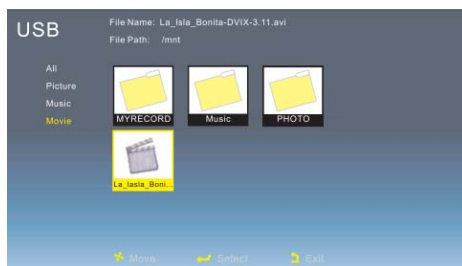 USB
File Name: La_Isla_Bonita-DVIX-3.11.avi
File Path: /mnt
All
Picture
Music
Movie
MYRECORD Music PHOTO
La_Iasla_Boni...
Move Select Exit